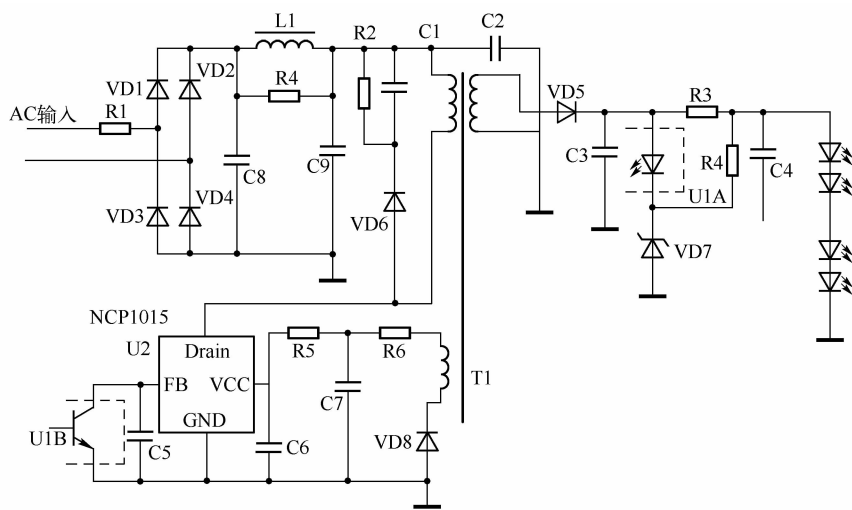 L1
C1
C2
R2
VD1
VD2
R4
VD5
R3
AC输入
R1
C8
C9
C3
R4
C4
U1A
VD3
VD4
VD6
VD7
NCP1015
U2
Drain
R5
R6
T1
FB
VCC
C7
GND
U1B
C5
C6
VD8